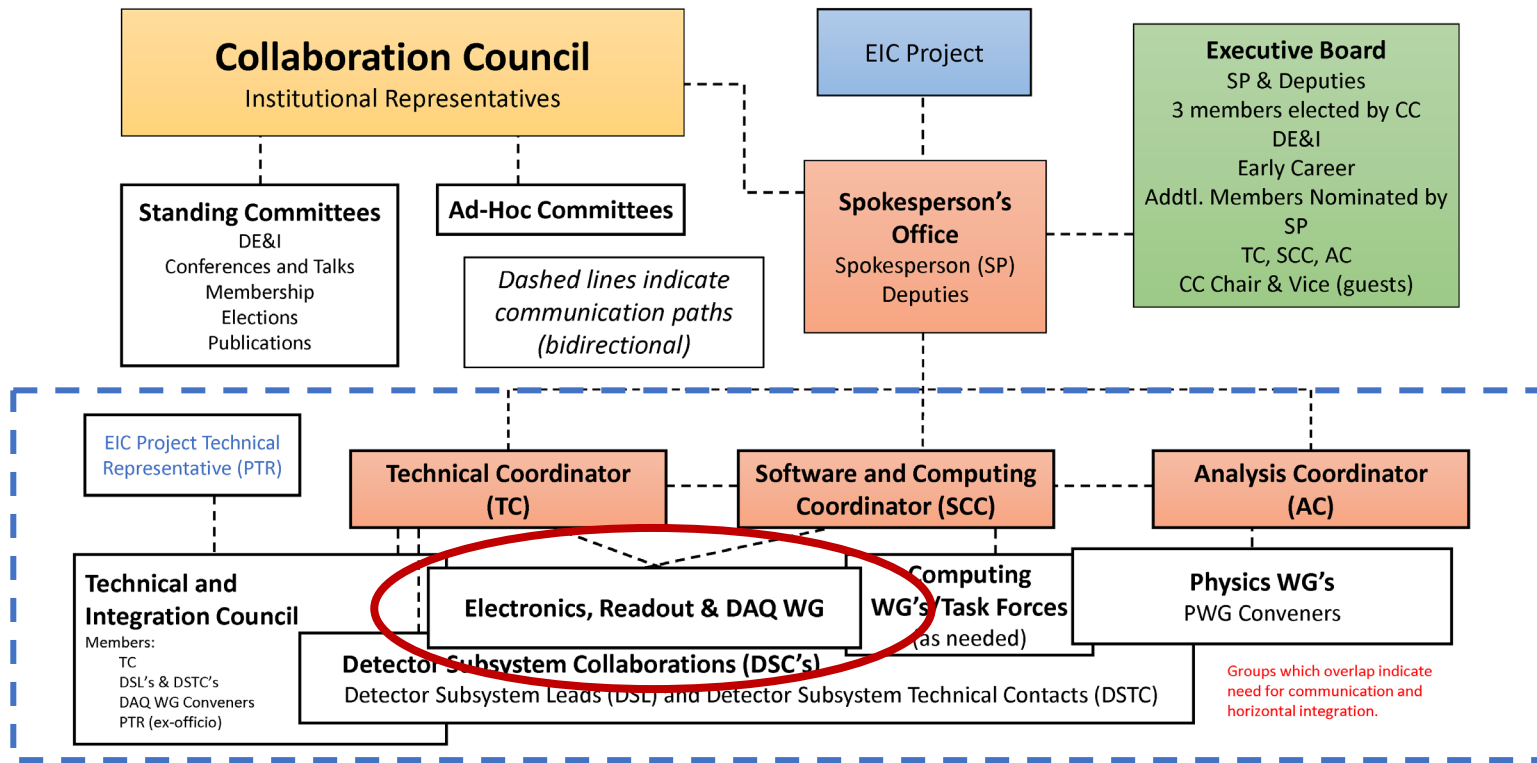 Collaboration Council
Institutional Representatives
EIC Project
Executive Board
SP & Deputies
3 members elected by CC
DE&I
Early Career
Addtl. Members Nominated by
SP
TC, SCC, AC
CC Chair & Vice (guests)
Standing Committees
DE&I
Conferences and Talks
Membership
Elections
Publications
Ad-Hoc Committees
Spokesperson's
Office
Spokesperson (SP)
Deputies
Dashed lines indicate
communication paths
(bidirectional)
EIC Project Technical
Representative (PTR)
Technical Coordinator
(TC)
Software and Computing
Coordinator (SCC)
Analysis Coordinator
(AC)
Technical and
Integration Council
Members:
TC
DSL's & DSTC's
DAQ WG Conveners
PTR (ex-officio)
Electronics, Readout & DAQ WG
Computing
WG's/Task Forces
(as needed)
Physics WG's
PWG Conveners
Detector Subsystem Collaborations (DSC's)
Detector Subsystem Leads (DSL) and Detector Subsystem Technical Contacts (DSTC)
Groups which overlap indicate
need for communication and
horizontal integration.